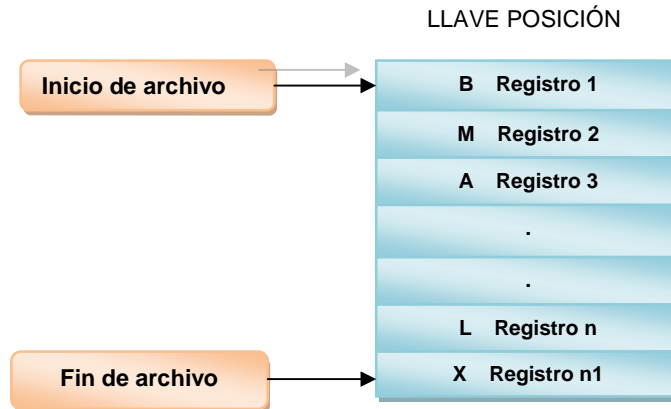 LLAVE POSICIÓN
Inicio de archivo
B Registro 1
M Registro 2
A Registro 3
.
.
L Registro n
Fin de archivo
X Registro n1